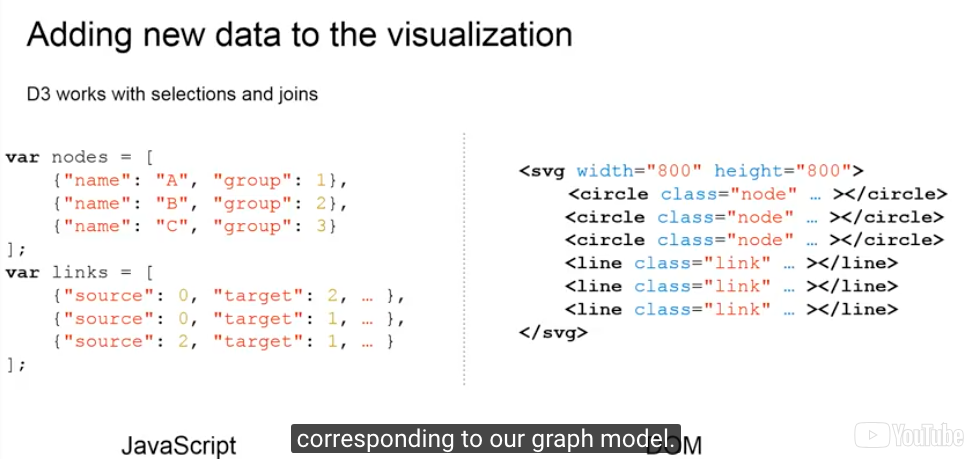 Adding new data to the visualization
D3 works with selections and joins
var nodes = [
{"name": "A", "group": 1},
{"name": "B", "group": 2},
{"name": "C", "group": 3}
];
var links = [
{"source": 0, "target": 2, … },
{"source": 0, "target": 1, … },
{"source": 2, "target": 1, … }
];
<svg width="800" height="800">
<circle class="node" … ></circle>
<circle class="node" … ></circle>
<circle class="node" … ></circle>
<line class="link" … ></line>
<line class="link" … ></line>
<line class="link" … ></line>
</svg>
JavaScript
DOM
corresponding to our graph model.
YouTube